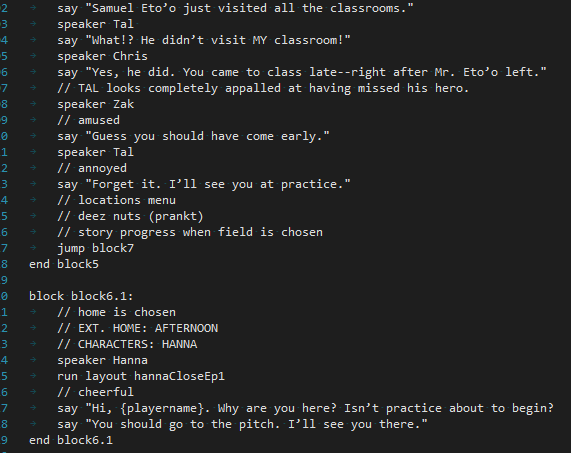 2 → say "Samuel Eto’o just visited all the classrooms."
3 → speaker Tal
4 → say "What!? He didn’t visit MY classroom!"
5 → speaker Chris
6 → say "Yes, he did. You came to class late--right after Mr. Eto’o left."
7 → // TAL looks completely appalled at having missed his hero.
8 → speaker Zak
9 → // amused
0 → say "Guess you should have come early."
1 → speaker Tal
2 → // annoyed
3 → say "Forget it. I’ll see you at practice."
4 → // locations menu
5 → // deez nuts (prankt)
6 → // story progress when field is chosen
7 → jump block7
8 end block5
9
0 block block6.1:
1 → // home is chosen
2 → // EXT. HOME: AFTERNOON
3 → // CHARACTERS: HANNA
4 → speaker Hanna
5 → run layout hannaCloseEp1
6 → // cheerful
7 → say "Hi, {playername}. Why are you here? Isn’t practice about to begin?
8 → say "You should go to the pitch. I’ll see you there."
9 end block6.1